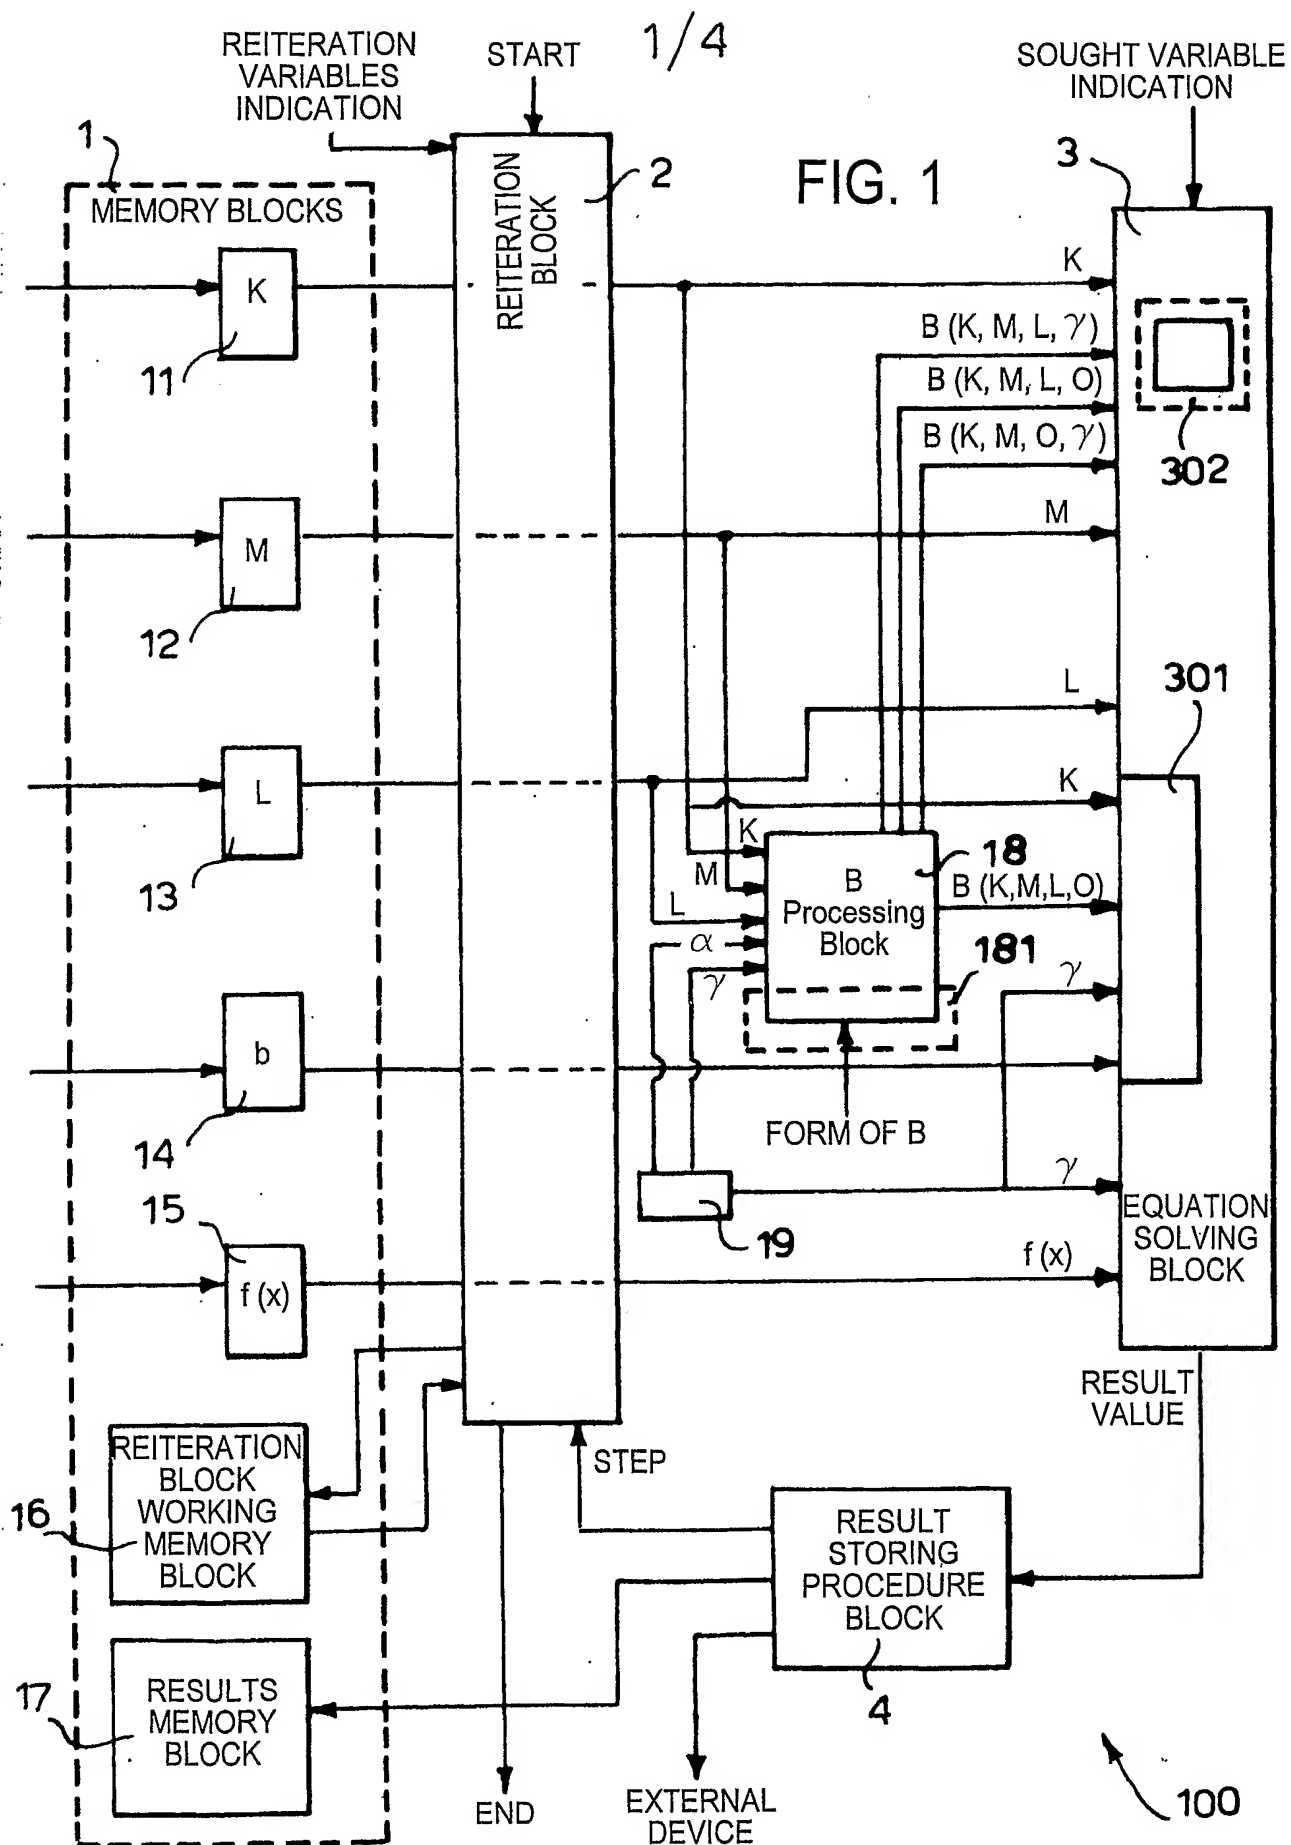 1/4
REITERATION
VARIABLES
INDICATION
START
SOUGHT VARIABLE
INDICATION
1
MEMORY BLOCKS
2
FIG. 1
3
REITERATION
BLOCK
K
11
K
B (K, M, L, γ)
B (K, M, L, O)
B (K, M, O, γ)
302
M
12
M
L
13
L
301
K
K
M
L
α
γ
B
Processing
Block
18
B (K,M,L,O)
181
γ
b
14
FORM OF B
19
γ
15
f (x)
f (x)
EQUATION
SOLVING
BLOCK
RESULT
VALUE
REITERATION
BLOCK
WORKING
MEMORY
BLOCK
16
STEP
RESULT
STORING
PROCEDURE
BLOCK
4
RESULTS
MEMORY
BLOCK
17
END
EXTERNAL
DEVICE
100